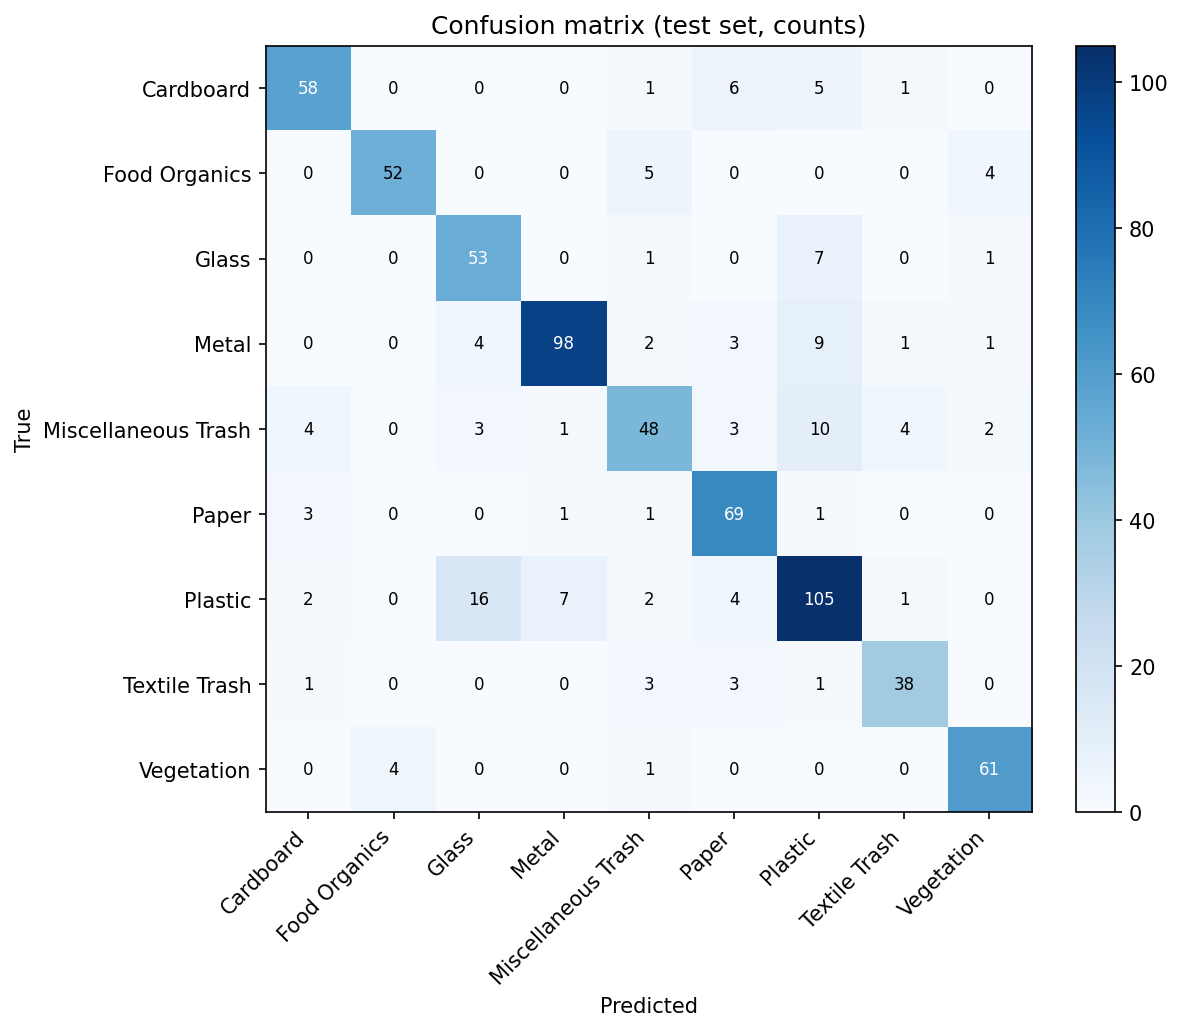 Confusion matrix (test set, counts)
True
Cardboard 58 0 0 0 1 6 5 1 0
Food Organics 0 52 0 0 5 0 0 0 4
Glass 0 0 53 0 1 0 7 0 1
Metal 0 0 4 98 2 3 9 1 1
Miscellaneous Trash 4 0 3 1 48 3 10 4 2
Paper 3 0 0 1 1 69 1 0 0
Plastic 2 0 16 7 2 4 105 1 0
Textile Trash 1 0 0 0 3 3 1 38 0
Vegetation 0 4 0 0 1 0 0 0 61
Cardboard
Food Organics
Glass
Metal
Miscellaneous Trash
Paper
Plastic
Textile Trash
Vegetation
Predicted
100
80
60
40
20
0